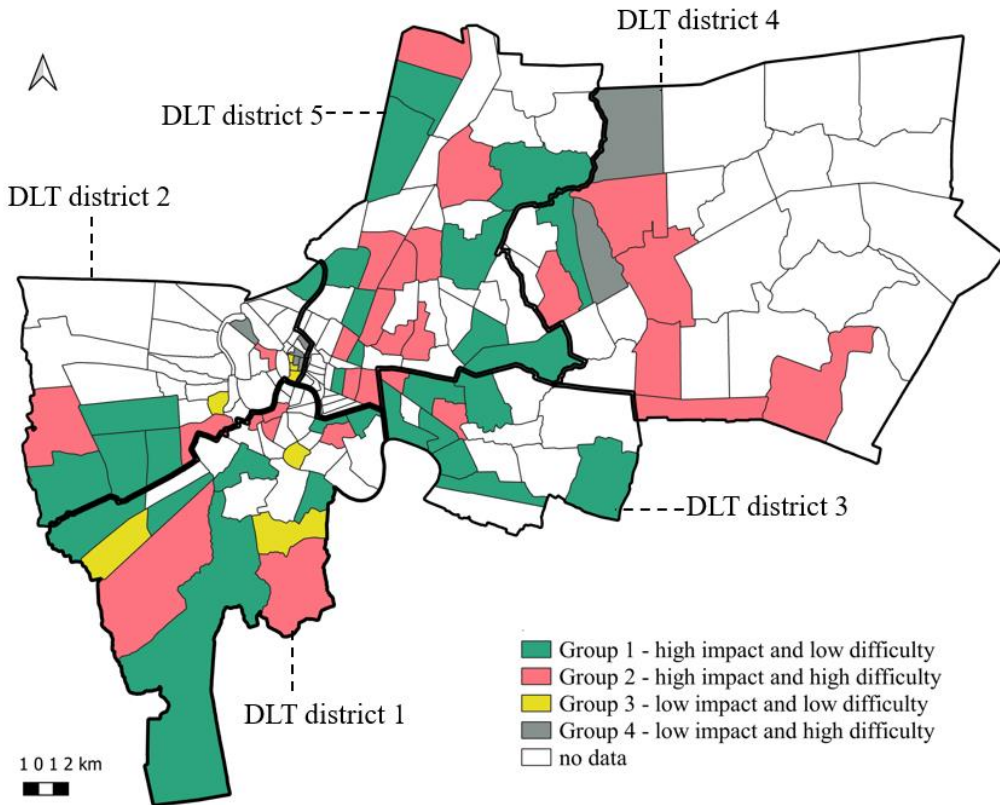 DLT district 4
DLT district 5
DLT district 2
DLT district 3
DLT district 1
Group 1 - high impact and low difficulty
Group 2 - high impact and high difficulty
Group 3 - low impact and low difficulty
Group 4 - low impact and high difficulty
no data
1 0 1 2 km